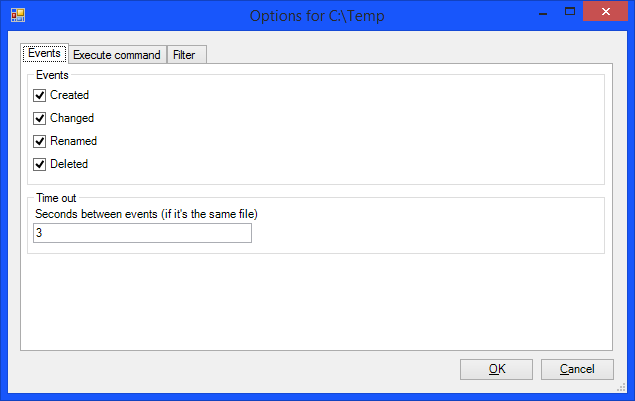 Options for C:\Temp
Events Execute command Filter
Events
Created
Changed
Renamed
Deleted
Time out
Seconds between events (if it's the same file)
3
OK Cancel